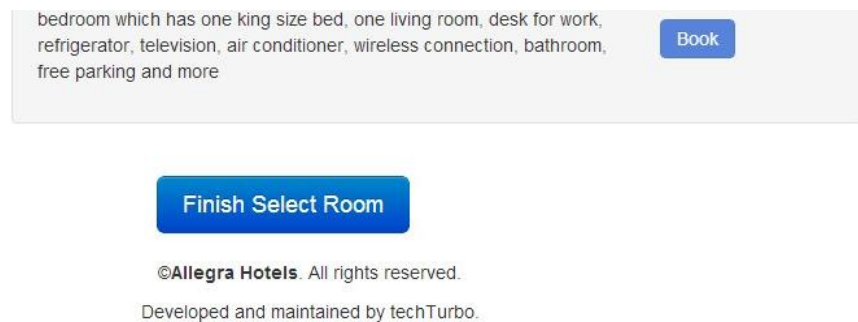 bedroom which has one king size bed, one living room, desk for work,
refrigerator, television, air conditioner, wireless connection, bathroom,
free parking and more
Book
Finish Select Room
©Allegra Hotels. All rights reserved.
Developed and maintained by techTurbo.